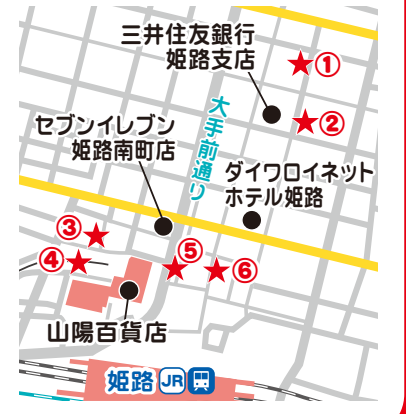 三井住友銀行
姫路支店
①
②
大手前通り
セブンイレブン
姫路南町店
ダイワロイネット
ホテル姫路
③
④
⑤
⑥
山陽百貨店
姫路 JR